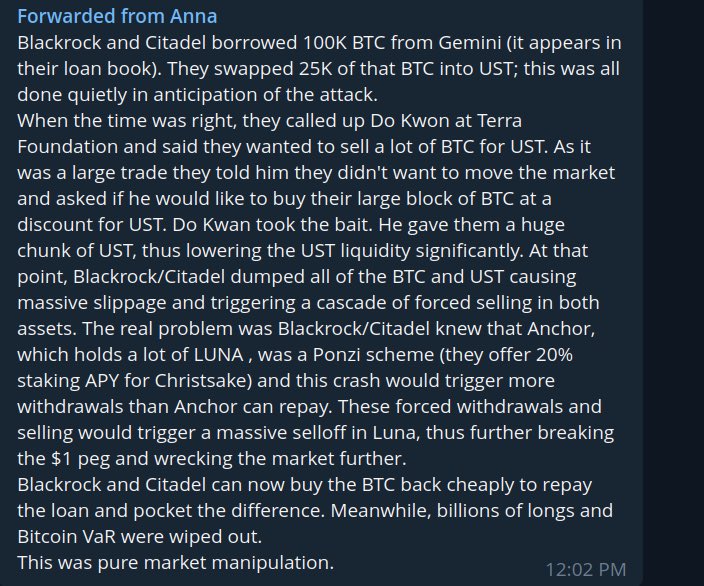 Forwarded from Anna
Blackrock and Citadel borrowed 100K BTC from Gemini (it appears in
their loan book). They swapped 25K of that BTC into UST; this was all
done quietly in anticipation of the attack.
When the time was right, they called up Do Kwon at Terra
Foundation and said they wanted to sell a lot of BTC for UST. As it
was a large trade they told him they didn't want to move the market
and asked if he would like to buy their large block of BTC at a
discount for UST. Do Kwan took the bait. He gave them a huge
chunk of UST, thus lowering the UST liquidity significantly. At that
point, Blackrock/Citadel dumped all of the BTC and UST causing
massive slippage and triggering a cascade of forced selling in both
assets. The real problem was Blackrock/Citadel knew that Anchor,
which holds a lot of LUNA , was a Ponzi scheme (they offer 20%
staking APY for Christsake) and this crash would trigger more
withdrawals than Anchor can repay. These forced withdrawals and
selling would trigger a massive selloff in Luna, thus further breaking
the $1 peg and wrecking the market further.
Blackrock and Citadel can now buy the BTC back cheaply to repay
the loan and pocket the difference. Meanwhile, billions of longs and
Bitcoin VaR were wiped out.
This was pure market manipulation.
12:02 PM